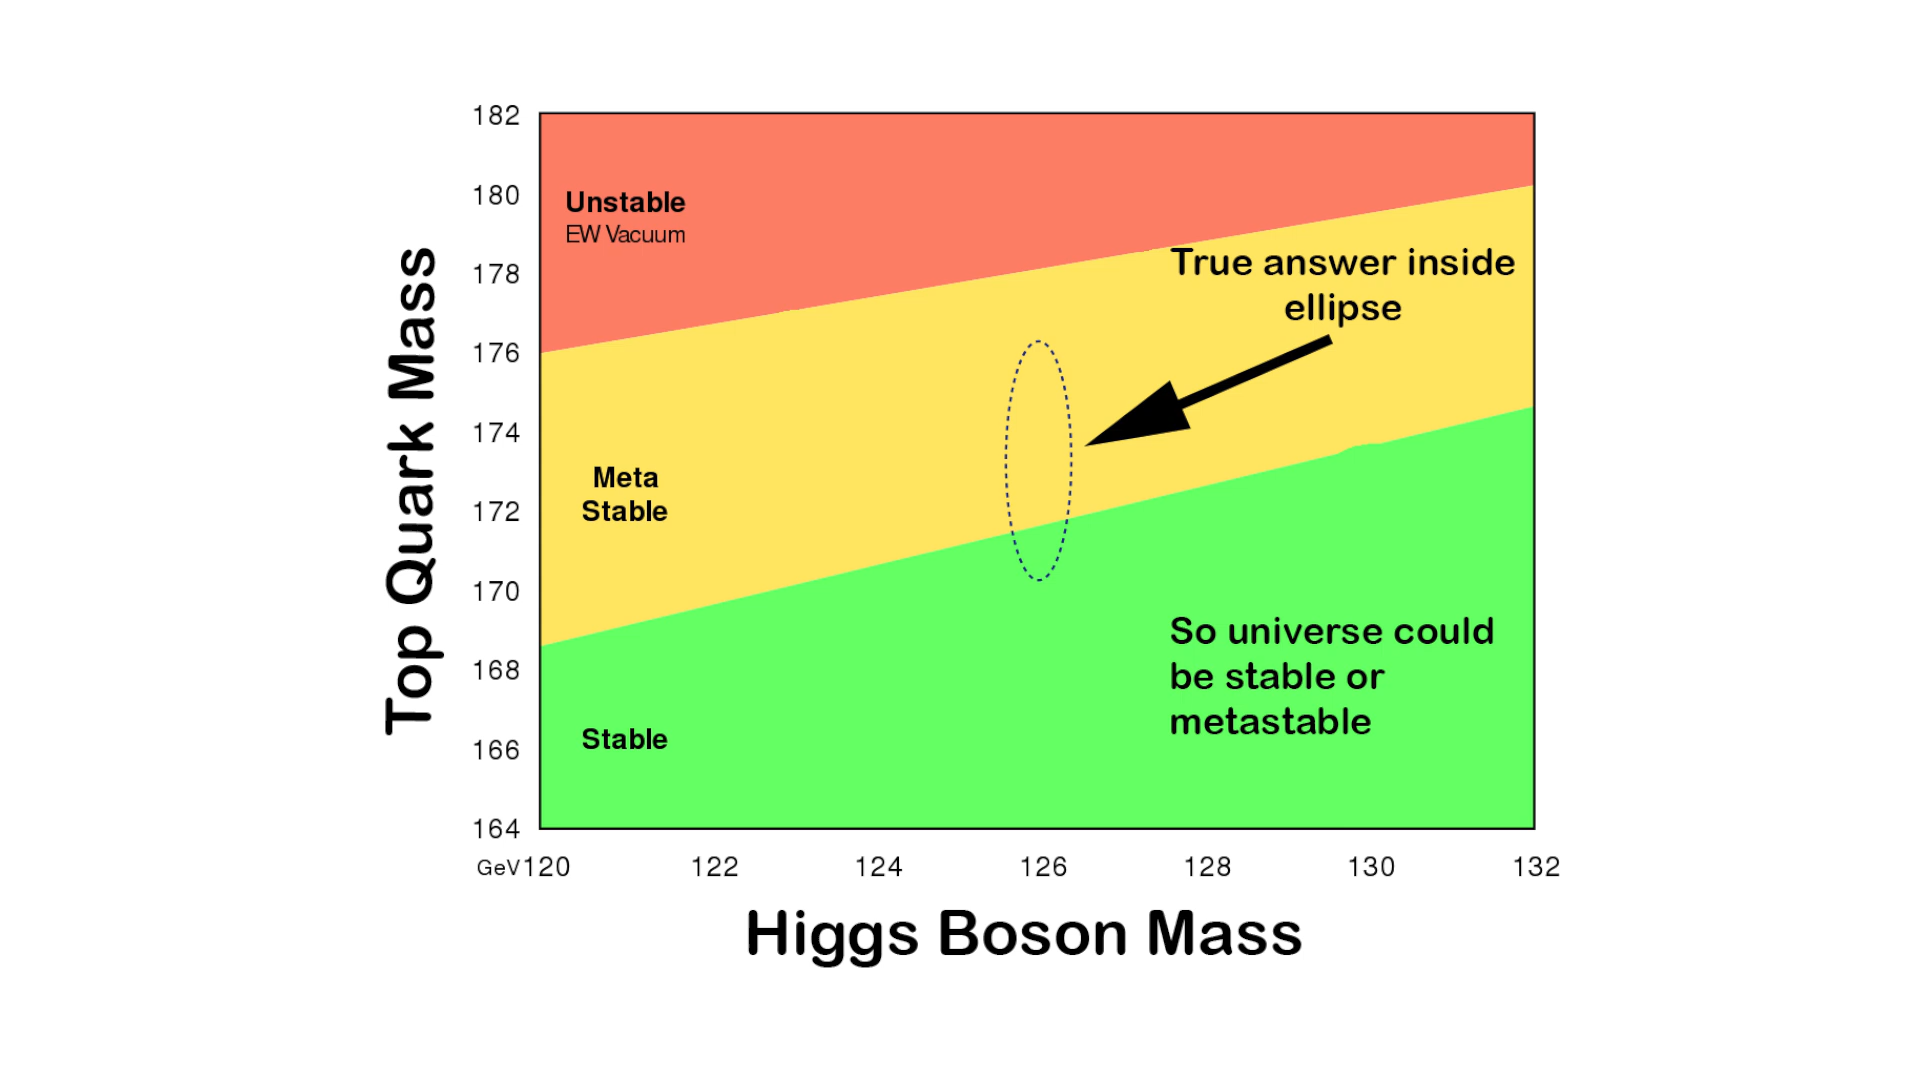 182
180
178
176
174
172
170
168
166
164
Top Quark Mass
Unstable
EW Vacuum
True answer inside
ellipse
Meta
Stable
So universe could
be stable or
metastable
Stable
GeV 120 122 124 126 128 130 132
Higgs Boson Mass